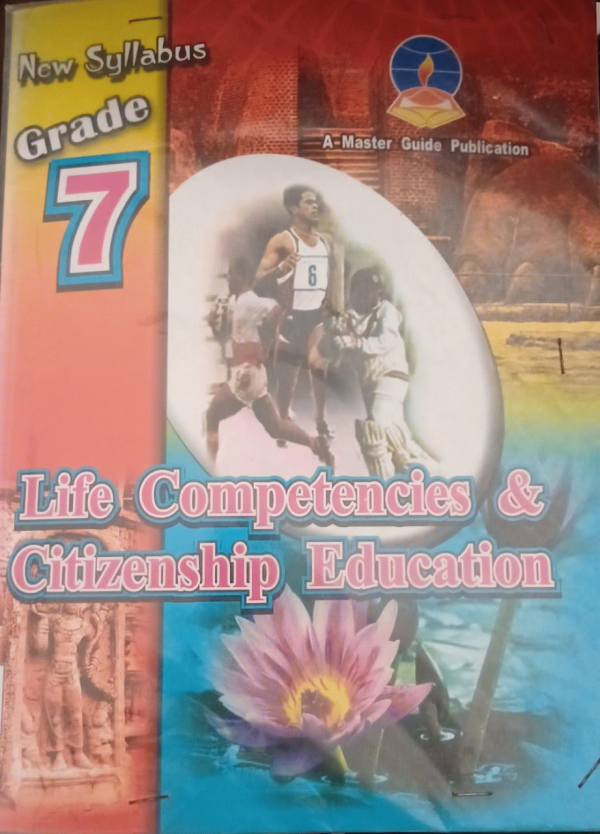 New Syllabus
Grade
7
A-Master Guide Publication
6
Life Competencies &
Citizenship Education